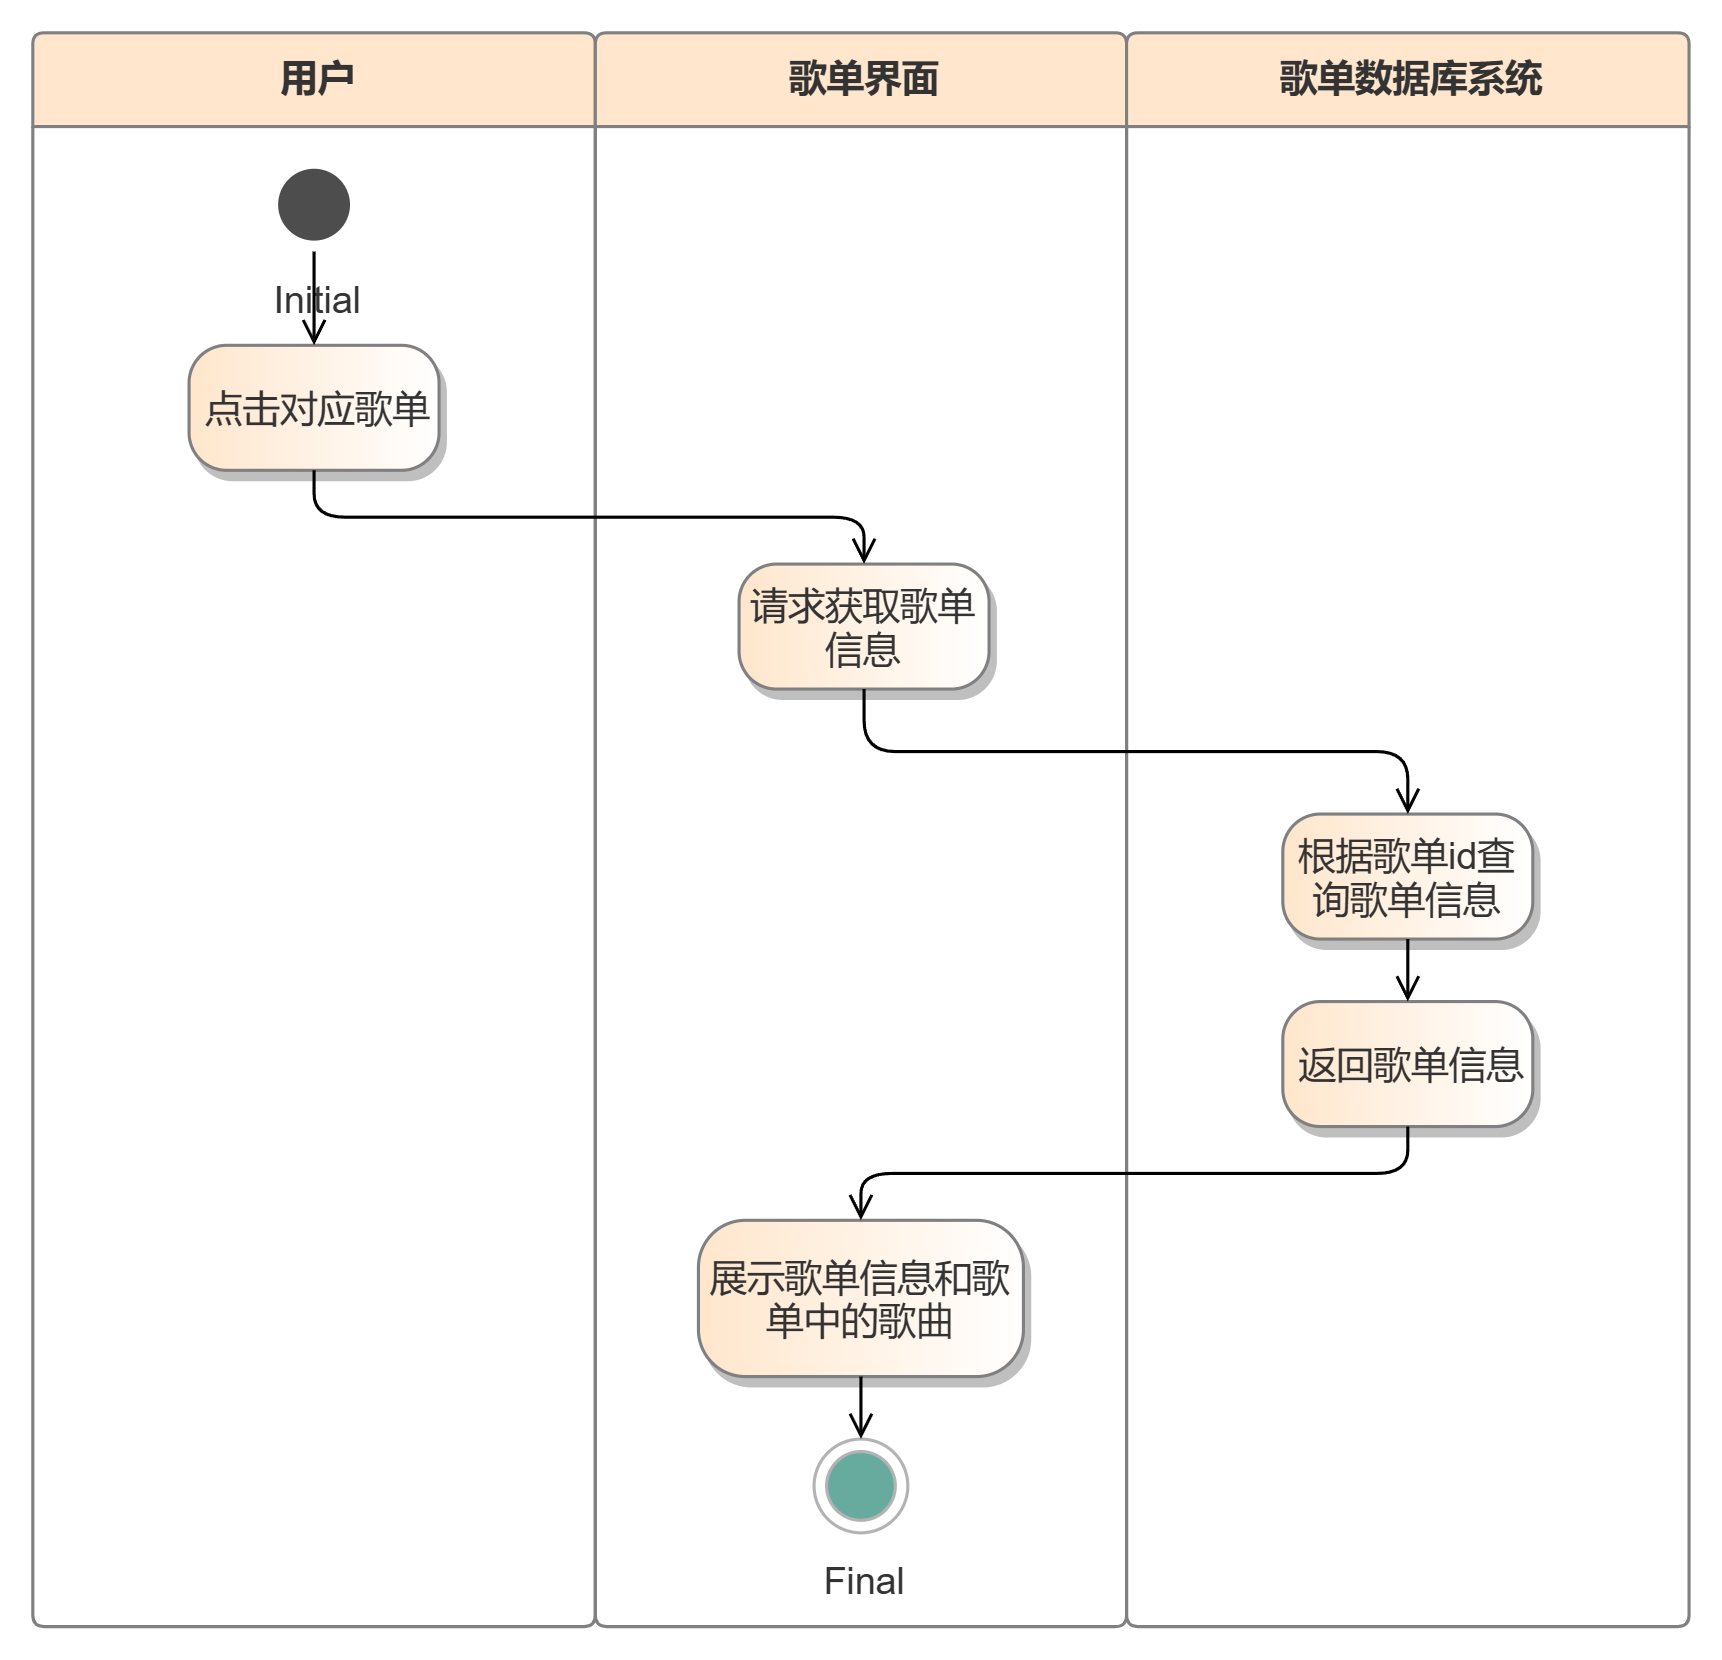 用户
歌单界面
歌单数据库系统
Initial
点击对应歌单
请求获取歌单
信息
根据歌单id查
询歌单信息
返回歌单信息
展示歌单信息和歌
单中的歌曲
Final